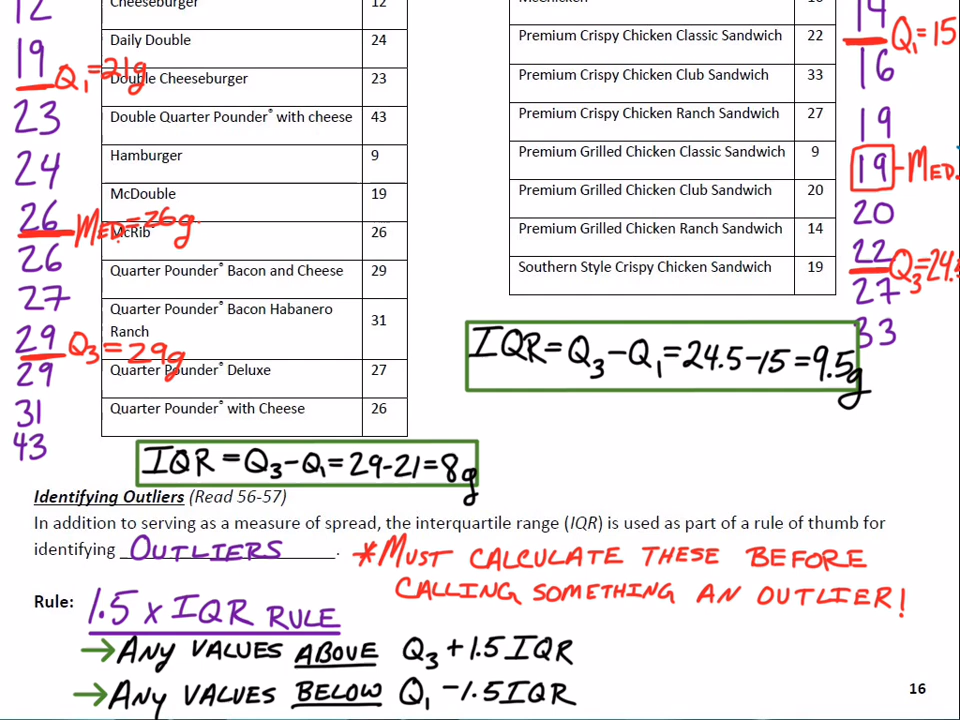 12
19
Q₁=21g
23
24
26
MED.=26g
26
27
29
Q₃=29g
29
31
43
Cheeseburger 12
Daily Double 24
Double Cheeseburger 23
Double Quarter Pounder® with cheese 43
Hamburger 9
McDouble 19
McRib® 26
Quarter Pounder® Bacon and Cheese 29
Quarter Pounder® Bacon Habanero
Ranch 31
Quarter Pounder® Deluxe 27
Quarter Pounder® with Cheese 26
Premium Crispy Chicken Classic Sandwich 22
Premium Crispy Chicken Club Sandwich 33
Premium Crispy Chicken Ranch Sandwich 27
Premium Grilled Chicken Classic Sandwich 9
Premium Grilled Chicken Club Sandwich 20
Premium Grilled Chicken Ranch Sandwich 14
Southern Style Crispy Chicken Sandwich 19
14
Q₁=15
16
19
19 -MED.
20
22
Q₃=24.5
27
33
IQR=Q₃-Q₁=24.5-15=9.5g
IQR=Q₃-Q₁=29-21=8g
Identifying Outliers (Read 56-57)
In addition to serving as a measure of spread, the interquartile range (IQR) is used as part of a rule of thumb for
identifying OUTLIERS.
*MUST CALCULATE THESE BEFORE
CALLING SOMETHING AN OUTLIER!
Rule: 1.5 x IQR RULE
→ANY VALUES ABOVE Q₃+1.5IQR
→ANY VALUES BELOW Q₁-1.5IQR
16